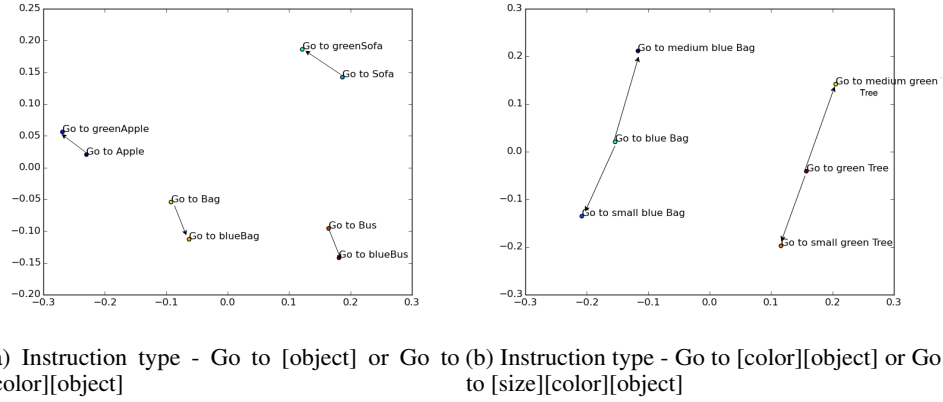 0.25
0.20
0.15
0.10
0.05
0.00
−0.05
−0.10
−0.15
−0.20
−0.3
−0.2
−0.1
0.0
0.1
0.2
0.3
Go to greenSofa
Go to Sofa
Go to greenApple
Go to Apple
Go to Bag
Go to blueBag
Go to Bus
Go to blueBus
0.3
0.2
0.1
0.0
−0.1
−0.2
−0.3
−0.3
−0.2
−0.1
0.0
0.1
0.2
0.3
Go to medium blue Bag
Go to medium green
Tree
Go to blue Bag
Go to green Tree
Go to small blue Bag
Go to small green Tree
) Instruction type - Go to [object] or Go to
color][object]
(b) Instruction type - Go to [color][object] or Go
to [size][color][object]